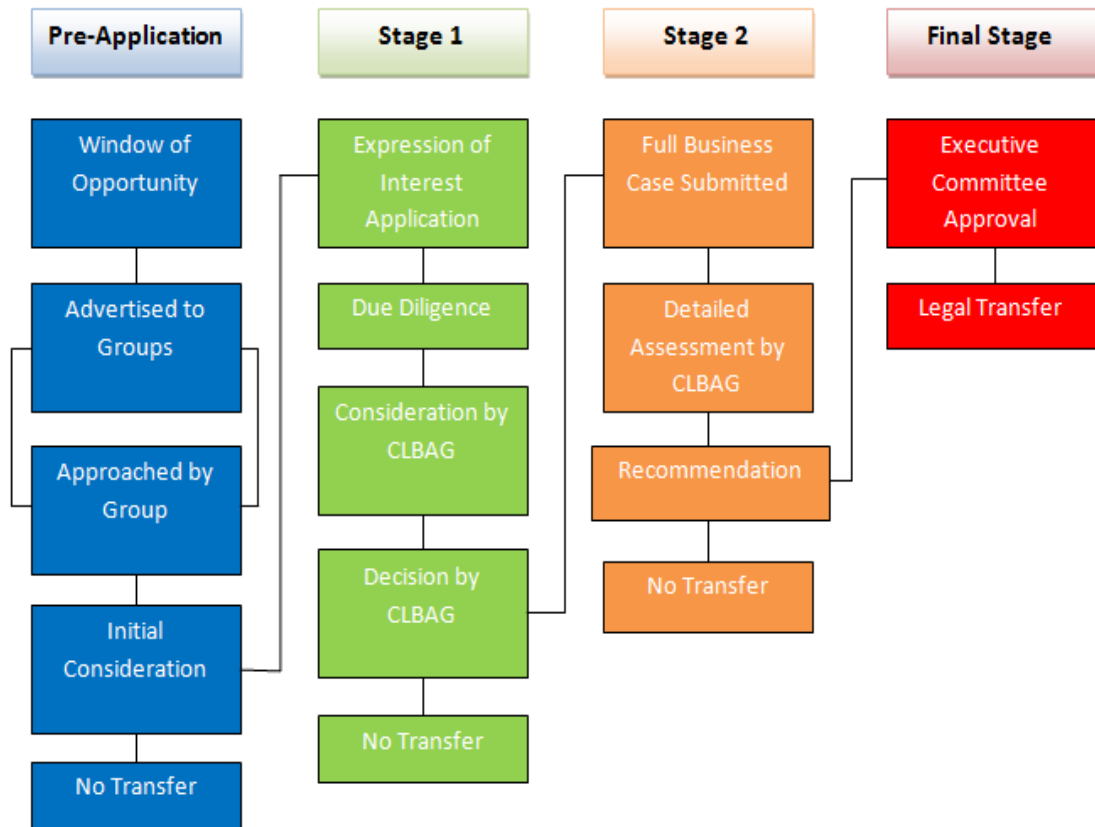 Pre-Application
Stage 1
Stage 2
Final Stage
Window of
Opportunity
Advertised to
Groups
Approached by
Group
Initial
Consideration
No Transfer
Expression of
Interest
Application
Due Diligence
Consideration by
CLBAG
Decision by
CLBAG
No Transfer
Full Business
Case Submitted
Detailed
Assessment by
CLBAG
Recommendation
No Transfer
Executive
Committee
Approval
Legal Transfer